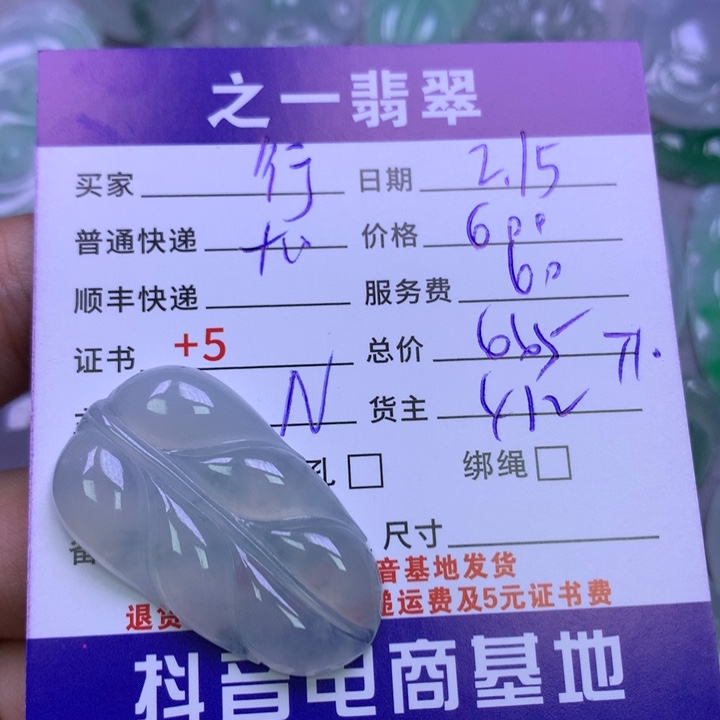 之一翡翠
买家 行 日期 2.15
普通快递 价格 600
顺丰快递 服务费 60
证书 +5 总价 665
N 货主 412
孔 绑绳
备 尺寸
音基地发货
退货 递运费及5元证书费
抖音电商基地